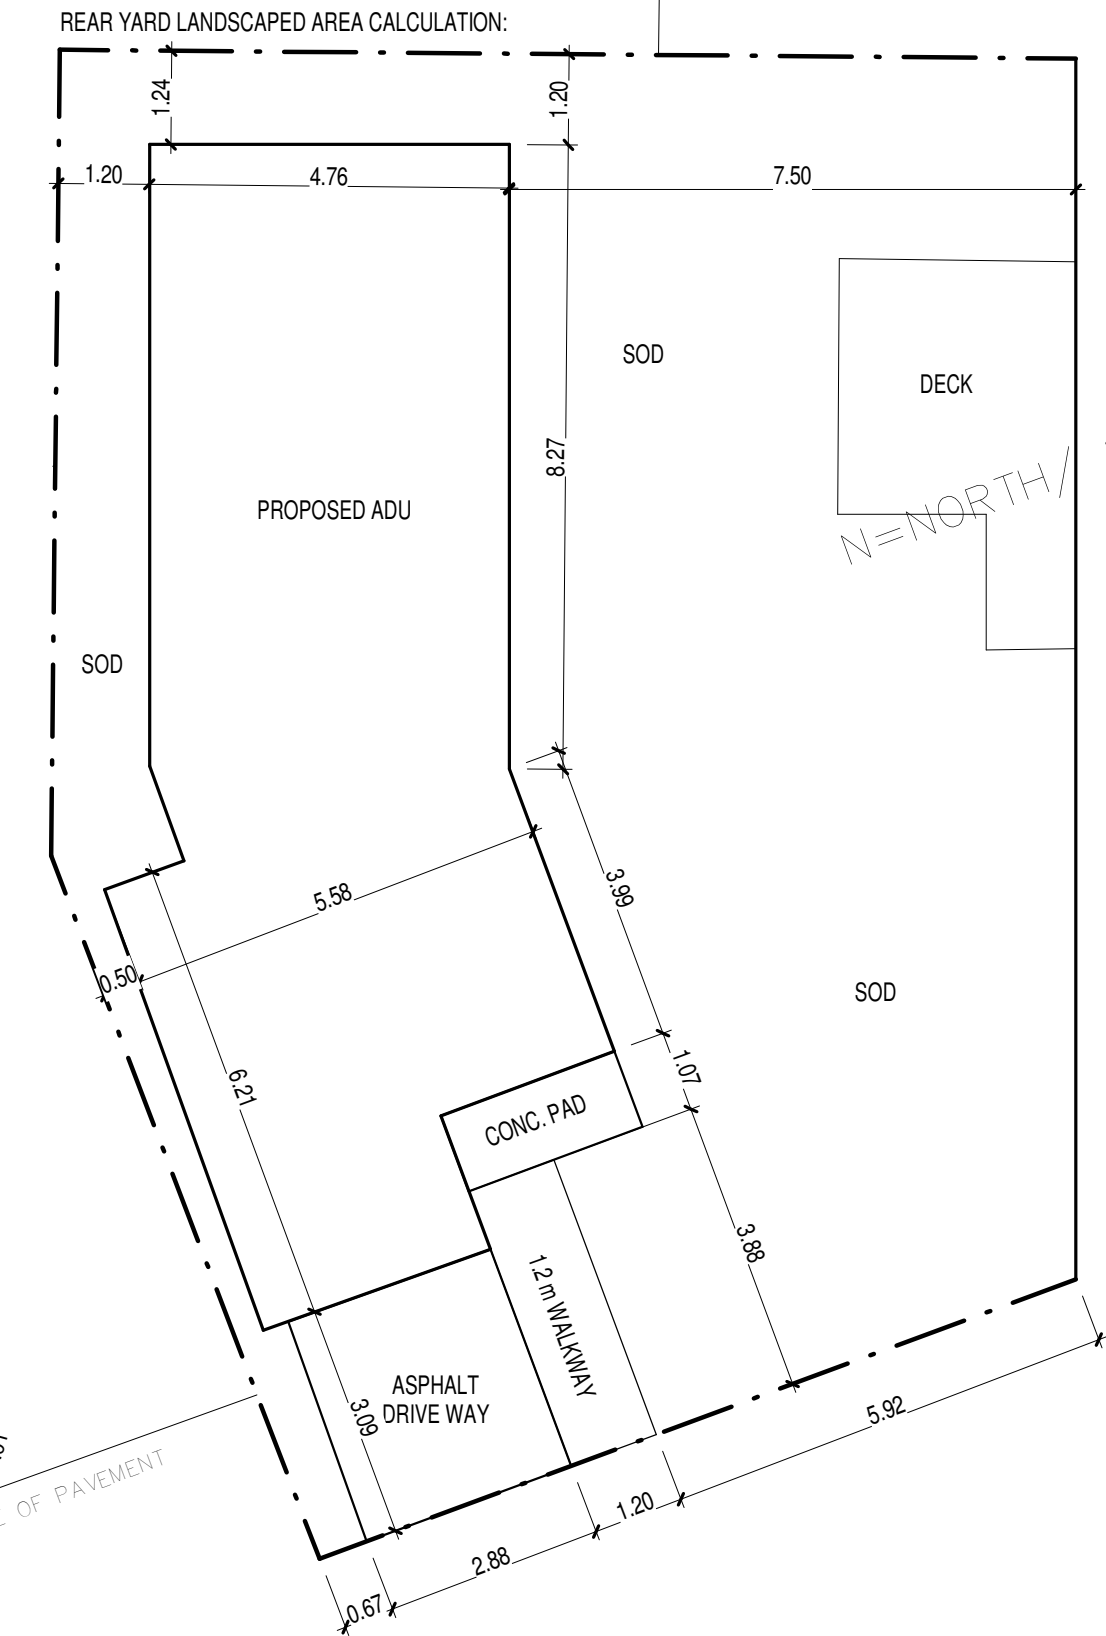 REAR YARD LANDSCAPED AREA CALCULATION:
1.24
1.20
1.20
4.76
7.50
SOD
DECK
8.27
N=NORTH/
PROPOSED ADU
SOD
5.58
3.99
0.50
SOD
6.21
1.07
CONC. PAD
3.88
1.2 m WALKWAY
ASPHALT
DRIVE WAY
3.09
5.92
OF PAVEMENT
1.20
2.88
0.67